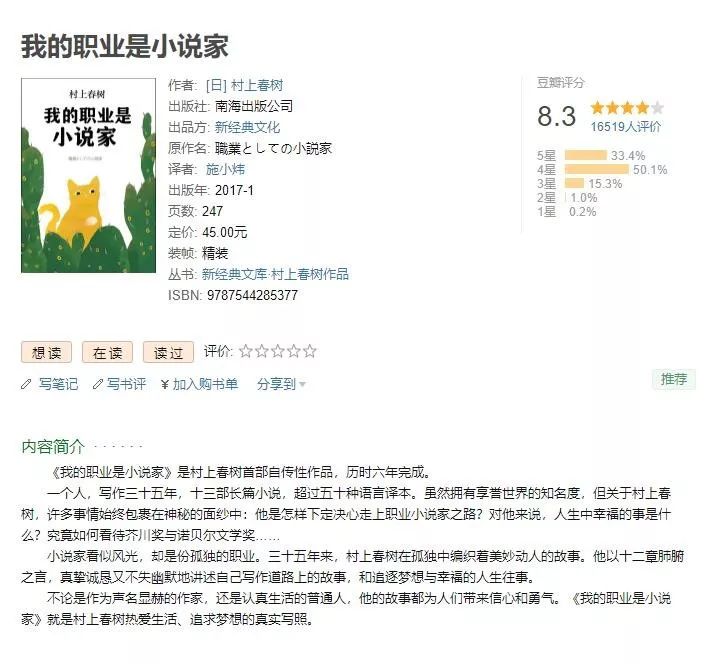 我的职业是小说家
村上春树
我的职业是
小说家
職業としての小説家
作者: [日] 村上春树
出版社: 南海出版公司
出品方: 新经典文化
原作名: 職業としての小説家
译者: 施小炜
出版年: 2017-1
页数: 247
定价: 45.00元
装帧: 精装
丛书: 新经典文库·村上春树作品
ISBN: 9787544285377
豆瓣评分
8.3
16519人评价
5星 33.4%
4星 50.1%
3星 15.3%
2星 1.0%
1星 0.2%
想读 在读 读过 评价:
写笔记 写书评 ¥ 加入购书单 分享到
推荐
内容简介 · · · · · ·
《我的职业是小说家》是村上春树首部自传性作品，历时六年完成。
一个人，写作三十五年，十三部长篇小说，超过五十种语言译本。虽然拥有享誉世界的知名度，但关于村上春
树，许多事情始终包裹在神秘的面纱中：他是怎样下定决心走上职业小说家之路？对他来说，人生中幸福的事是什
么？究竟如何看待芥川奖与诺贝尔文学奖……
小说家看似风光，却是份孤独的职业。三十五年来，村上春树在孤独中编织着美妙动人的故事。他以十二章肺腑
之言，真挚诚恳又不失幽默地讲述自己写作道路上的故事，和追逐梦想与幸福的人生往事。
不论是作为声名显赫的作家，还是认真生活的普通人，他的故事都为人们带来信心和勇气。《我的职业是小说
家》就是村上春树热爱生活、追求梦想的真实写照。